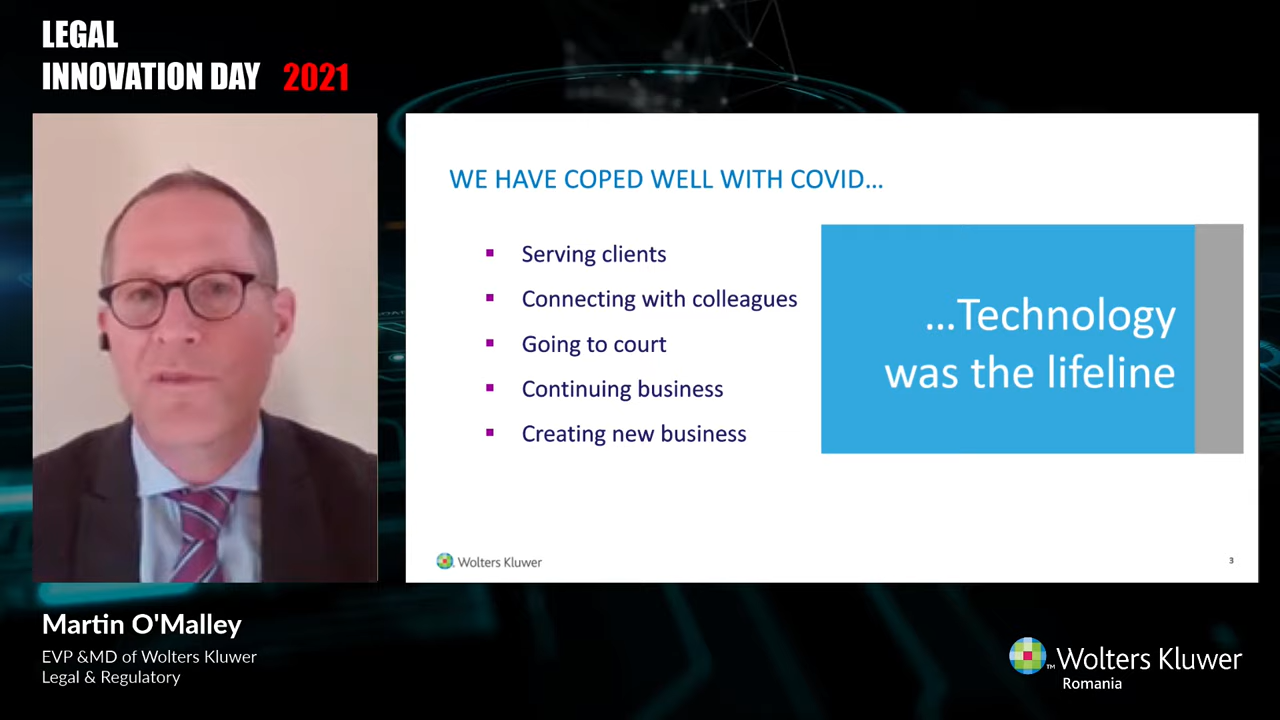 LEGAL
INNOVATION DAY 2021
WE HAVE COPED WELL WITH COVID...
Serving clients
Connecting with colleagues
Going to court
Continuing business
Creating new business
...Technology
was the lifeline
Wolters Kluwer
3
Martin O'Malley
EVP &MD of Wolters Kluwer
Legal & Regulatory
TM Wolters Kluwer
Romania